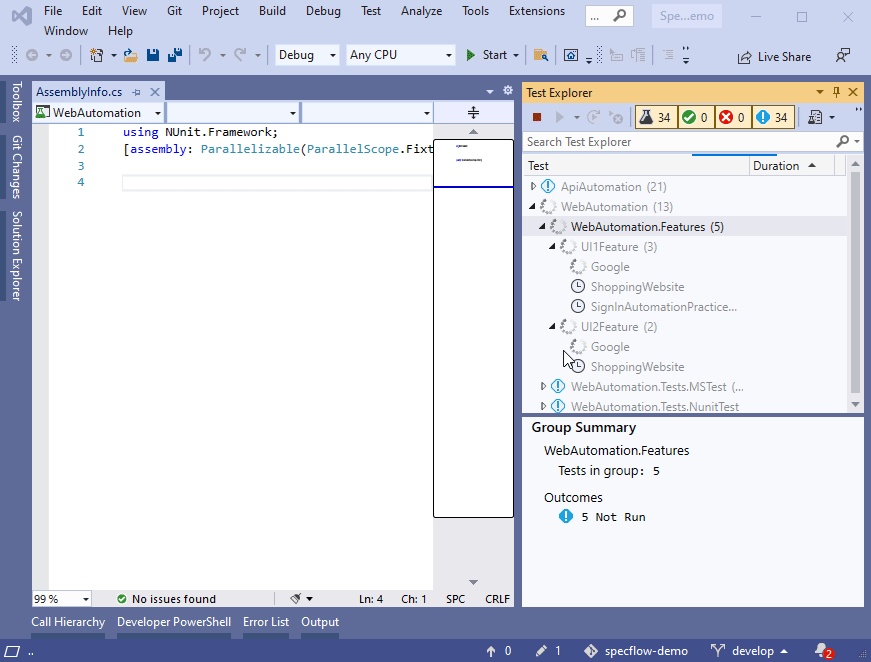 File Edit View Git Project Build Debug Test Analyze Tools Extensions ... Spe...emo
Window Help
Debug Any CPU Start Live Share
Toolbox
Git Changes
Solution Explorer
AssemblyInfo.cs
WebAutomation
1 using NUnit.Framework;
2 [assembly: Parallelizable(ParallelScope.Fixt
3
4
99 % No issues found Ln: 4 Ch: 1 SPC CRLF
Test Explorer
34 0 0 34
Search Test Explorer
Test Duration
ApiAutomation (21)
WebAutomation (13)
WebAutomation.Features (5)
UI1Feature (3)
Google
ShoppingWebsite
SignInAutomationPractice...
UI2Feature (2)
Google
ShoppingWebsite
WebAutomation.Tests.MSTest (...
WebAutomation.Tests.NunitTest
Group Summary
WebAutomation.Features
Tests in group: 5
Outcomes
5 Not Run
Call Hierarchy Developer PowerShell Error List Output
.. 0 1 specflow-demo develop 2